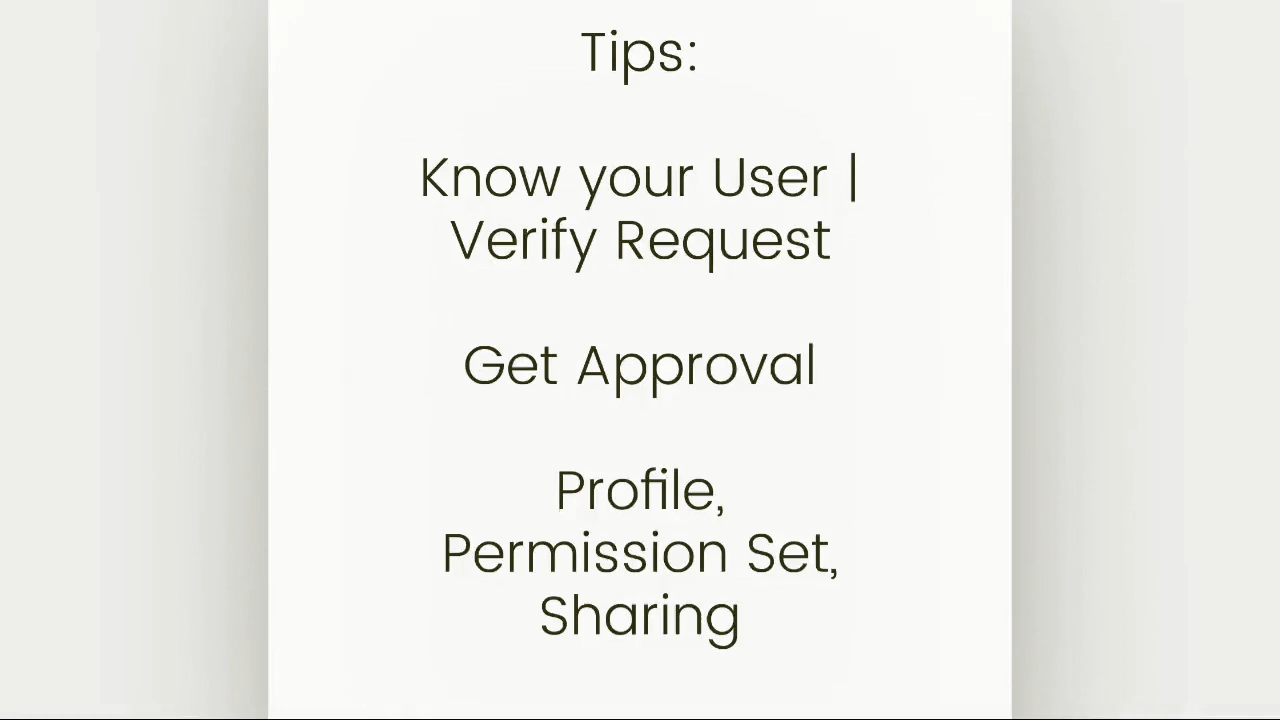 Tips:
Know your User |
Verify Request
Get Approval
Profile,
Permission Set,
Sharing